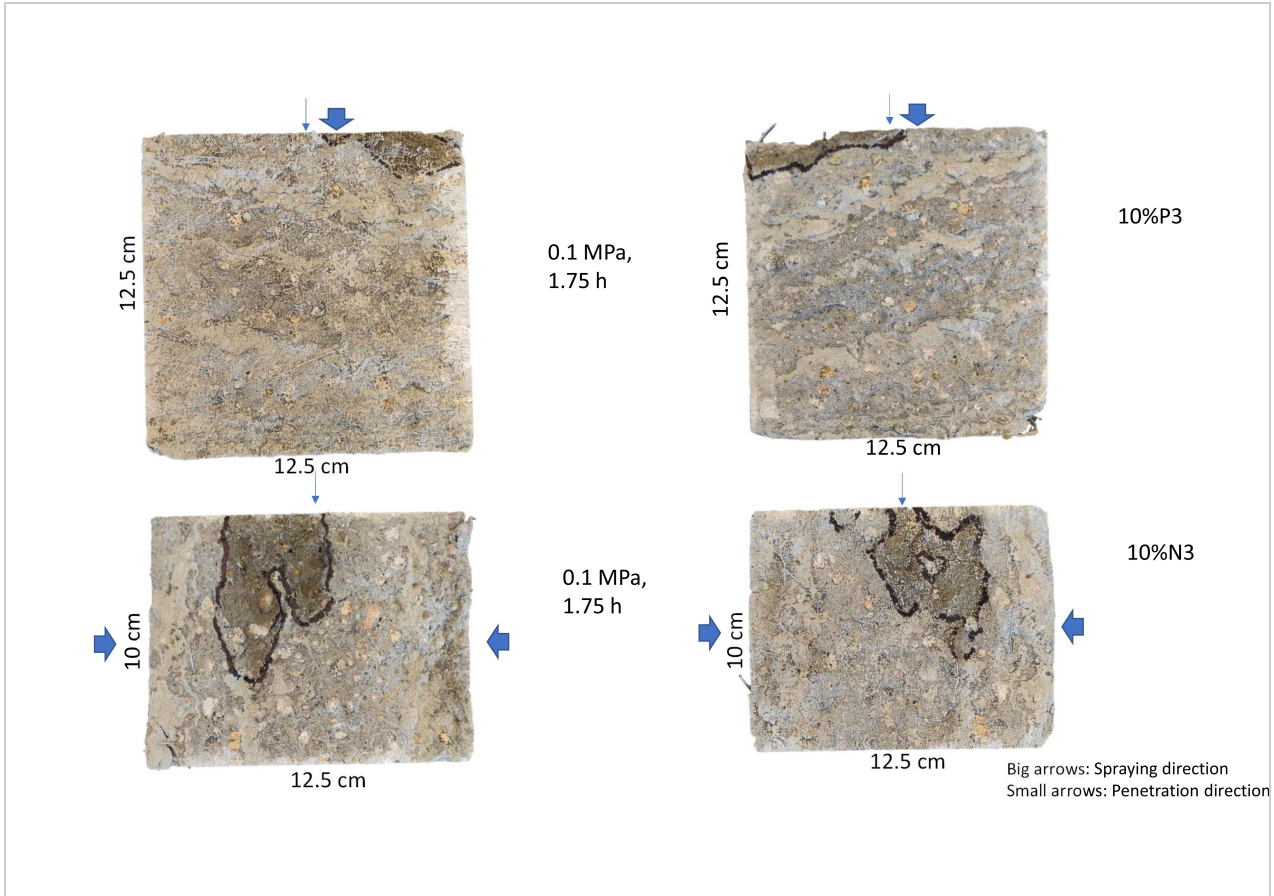 12.5 cm
0.1 MPa,
1.75 h
12.5 cm
10%P3
12.5 cm
12.5 cm
10 cm
0.1 MPa,
1.75 h
10 cm
10%N3
12.5 cm
12.5 cm
Big arrows: Spraying direction
Small arrows: Penetration direction